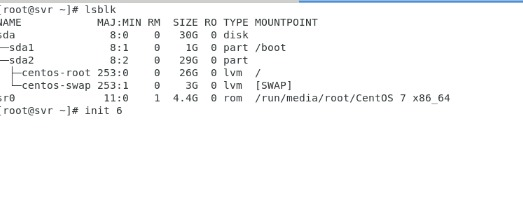 [root@svr ~]# lsblk
NAME            MAJ:MIN RM  SIZE RO TYPE MOUNTPOINT
sda               8:0    0   30G  0 disk
├─sda1            8:1    0    1G  0 part /boot
└─sda2            8:2    0   29G  0 part
  ├─centos-root 253:0    0   26G  0 lvm  /
  └─centos-swap 253:1    0    3G  0 lvm  [SWAP]
sr0              11:0    1  4.4G  0 rom  /run/media/root/CentOS 7 x86_64
[root@svr ~]# init 6